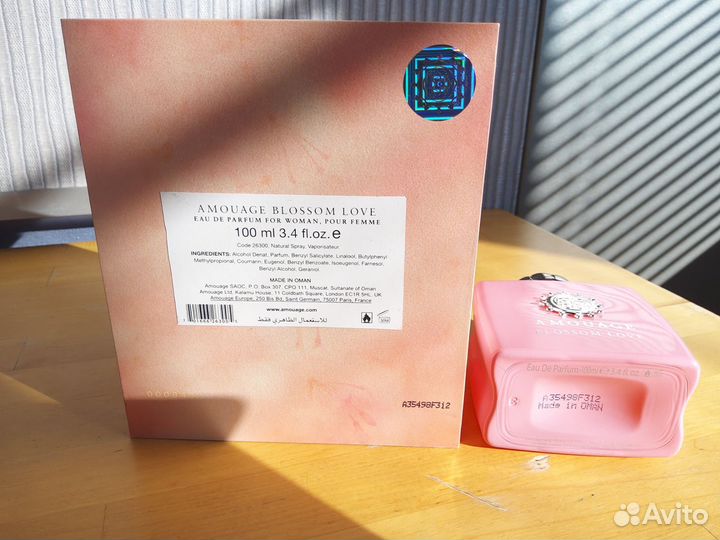 AMOUAGE BLOSSOM LOVE
EAU DE PARFUM FOR WOMAN, POUR FEMME
100 ml 3.4 fl.oz. e
Code 26300, Natural Spray, Vaporisateur
INGREDIENTS: Alcohol Denat, Parfum, Benzyl Salicylate, Linalool, Butylphenyl
Methylpropional, Coumarin, Eugenol, Benzyl Benzoate, Isoeugenol, Farnesol,
Benzyl Alcohol, Geraniol.
MADE IN OMAN
Amouage SAOC, P.O. Box 307, CPO 111, Muscat, Sultanate of Oman
Amouage Ltd, Kalamu House, 11 Coldbath Square, London EC1R 5HL, UK
Amouage Europe, 250 Bis Bd, Saint Germain, 75007 Paris, France
www.amouage.com
للاستعمال الظاهري فقط
A35498F312
AMOUAGE
BLOSSOM LOVE
Eau De Parfum 100ml e 3.4 fl.oz.
A35498F312
Made in OMAN
Avito